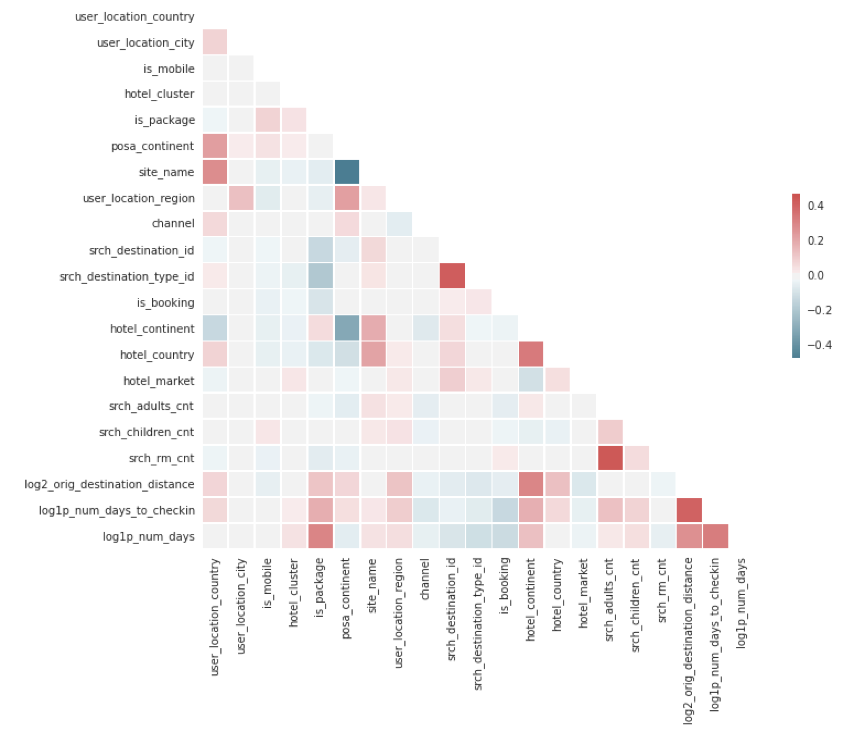 user_location_country
user_location_city
is_mobile
hotel_cluster
is_package
posa_continent
site_name
user_location_region
channel
srch_destination_id
srch_destination_type_id
is_booking
hotel_continent
hotel_country
hotel_market
srch_adults_cnt
srch_children_cnt
srch_rm_cnt
log2_orig_destination_distance
log1p_num_days_to_checkin
log1p_num_days
user_location_country
user_location_city
is_mobile
hotel_cluster
is_package
posa_continent
site_name
user_location_region
channel
srch_destination_id
srch_destination_type_id
is_booking
hotel_continent
hotel_country
hotel_market
srch_adults_cnt
srch_children_cnt
srch_rm_cnt
log2_orig_destination_distance
log1p_num_days_to_checkin
log1p_num_days
0.4
0.2
0.0
−0.2
−0.4